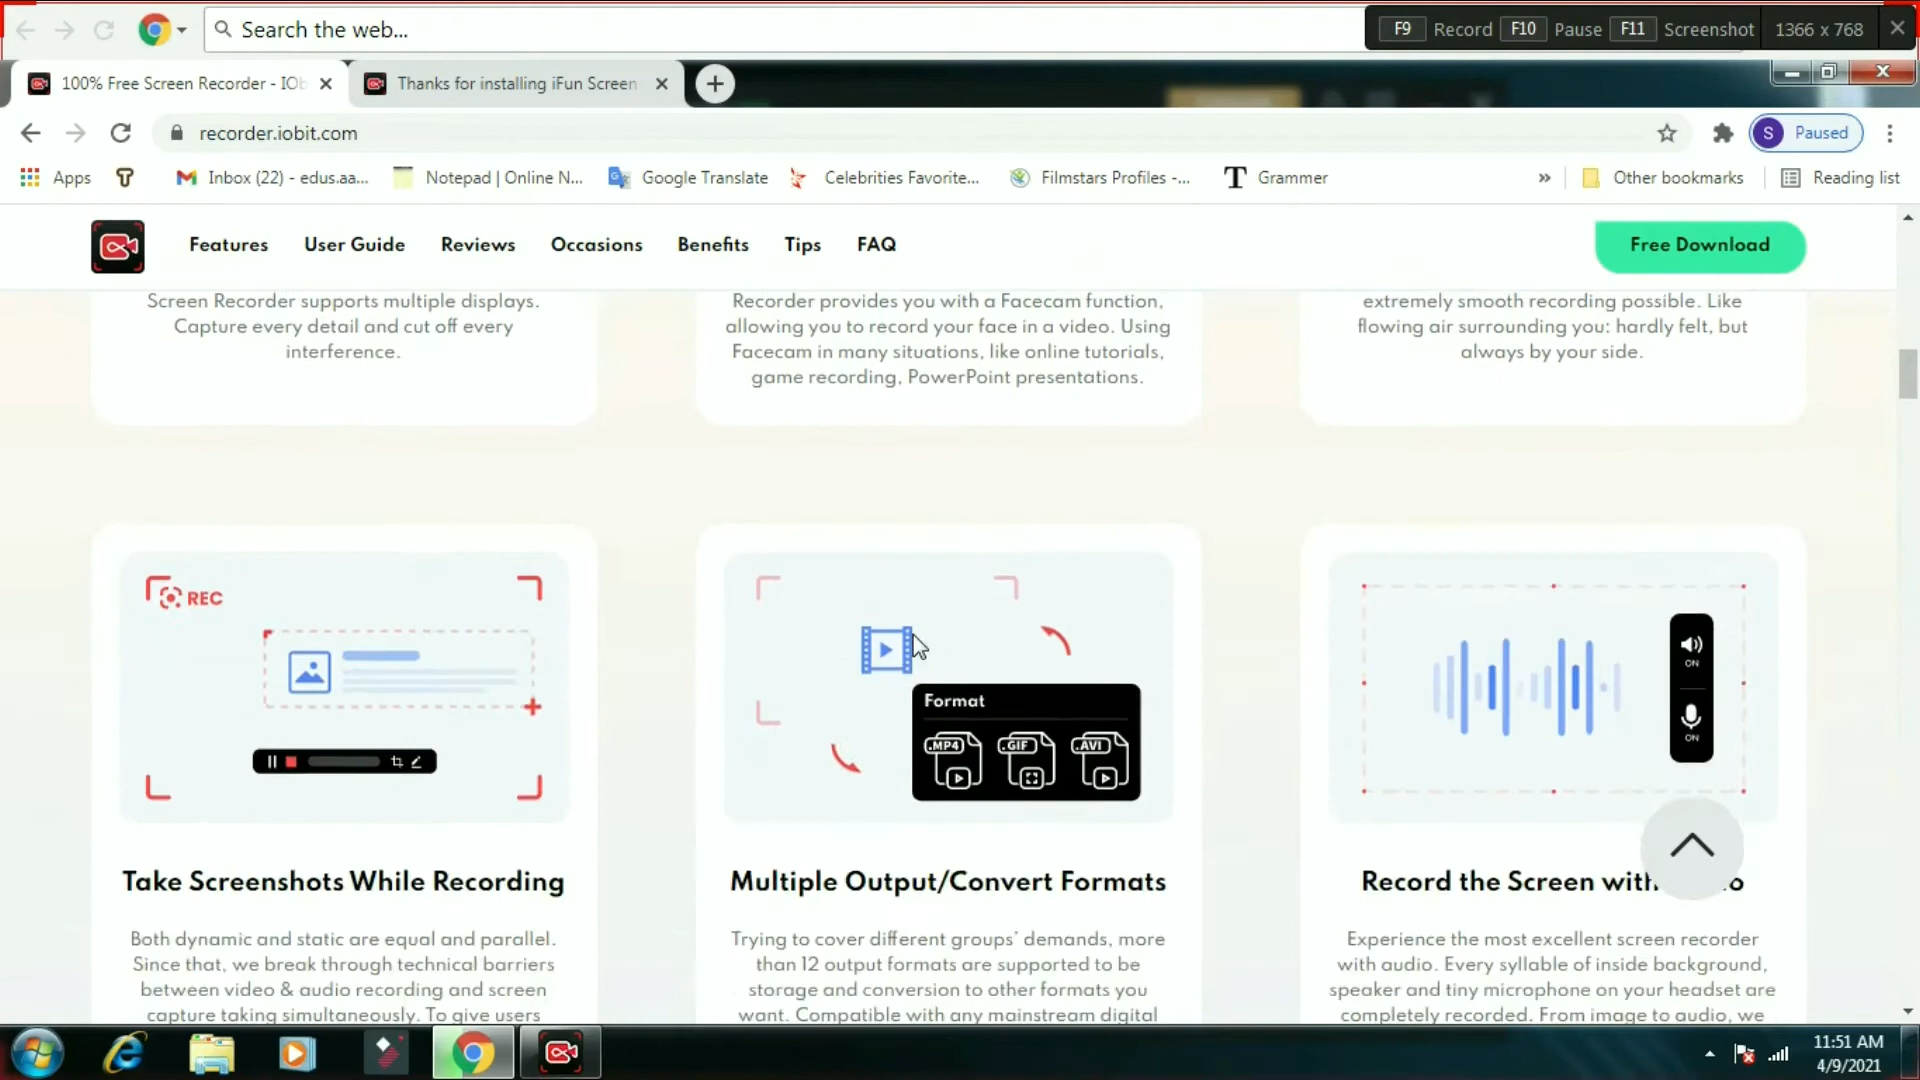 Search the web...
F9 Record F10 Pause F11 Screenshot 1366 x 768
100% Free Screen Recorder - IOb
Thanks for installing iFun Screen
recorder.iobit.com
S Paused
Apps
Inbox (22) - edus.aa...
Notepad | Online N...
Google Translate
Celebrities Favorite...
Filmstars Profiles -...
T Grammer
»
Other bookmarks
Reading list
Features
User Guide
Reviews
Occasions
Benefits
Tips
FAQ
Free Download
Screen Recorder supports multiple displays.
Capture every detail and cut off every
interference.
Recorder provides you with a Facecam function,
allowing you to record your face in a video. Using
Facecam in many situations, like online tutorials,
game recording, PowerPoint presentations.
extremely smooth recording possible. Like
flowing air surrounding you: hardly felt, but
always by your side.
REC
Format
.MP4 .GIF .AVI
ON
ON
Take Screenshots While Recording
Both dynamic and static are equal and parallel.
Since that, we break through technical barriers
between video & audio recording and screen
capture taking simultaneously. To give users
Multiple Output/Convert Formats
Trying to cover different groups' demands, more
than 12 output formats are supported to be
storage and conversion to other formats you
want. Compatible with any mainstream digital
Record the Screen with
Experience the most excellent screen recorder
with audio. Every syllable of inside background,
speaker and tiny microphone on your headset are
completely recorded. From image to audio, we
11:51 AM
4/9/2021